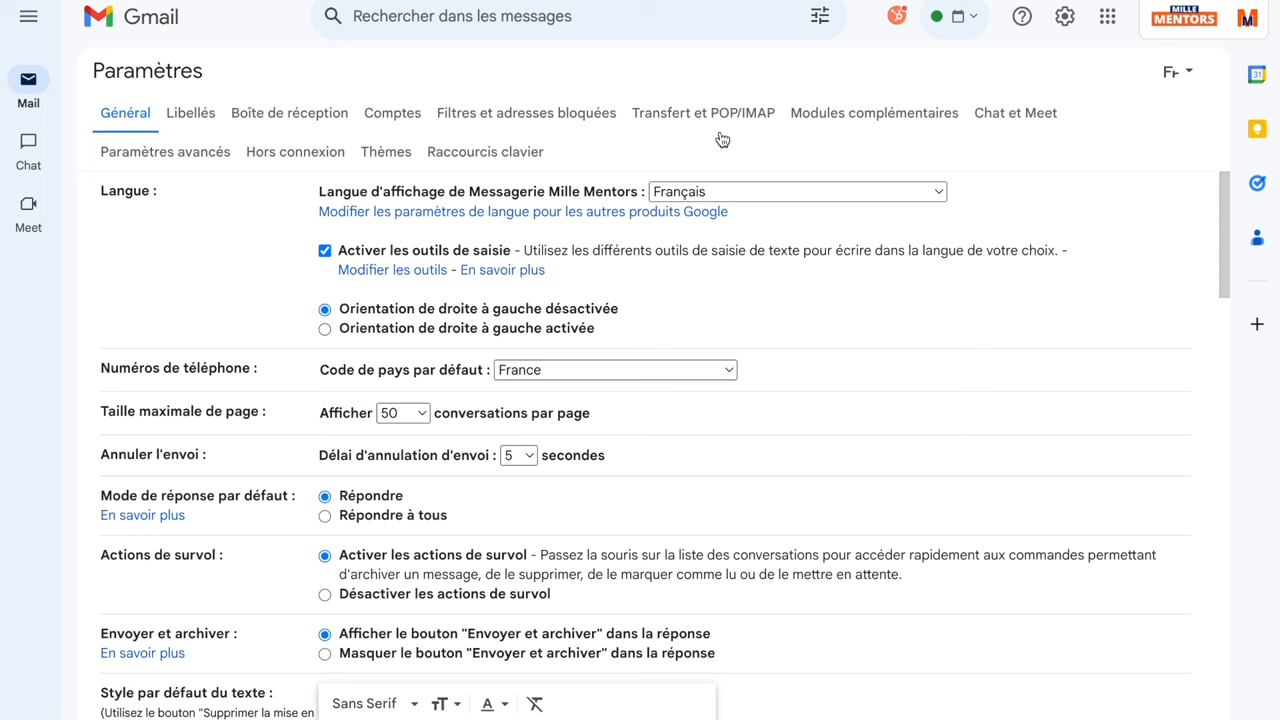 Gmail
Rechercher dans les messages
MILLE
MENTORS
M
Mail
Chat
Meet
31
Paramètres
Fr
Général Libellés Boîte de réception Comptes Filtres et adresses bloquées Transfert et POP/IMAP Modules complémentaires Chat et Meet
Paramètres avancés Hors connexion Thèmes Raccourcis clavier
Langue :
Langue d'affichage de Messagerie Mille Mentors : Français
Modifier les paramètres de langue pour les autres produits Google
Activer les outils de saisie - Utilisez les différents outils de saisie de texte pour écrire dans la langue de votre choix. -
Modifier les outils - En savoir plus
Orientation de droite à gauche désactivée
Orientation de droite à gauche activée
Numéros de téléphone :
Code de pays par défaut : France
Taille maximale de page :
Afficher 50 conversations par page
Annuler l'envoi :
Délai d'annulation d'envoi : 5 secondes
Mode de réponse par défaut :
En savoir plus
Répondre
Répondre à tous
Actions de survol :
Activer les actions de survol - Passez la souris sur la liste des conversations pour accéder rapidement aux commandes permettant
d'archiver un message, de le supprimer, de le marquer comme lu ou de le mettre en attente.
Désactiver les actions de survol
Envoyer et archiver :
En savoir plus
Afficher le bouton "Envoyer et archiver" dans la réponse
Masquer le bouton "Envoyer et archiver" dans la réponse
Style par défaut du texte :
(Utilisez le bouton "Supprimer la mise en
Sans Serif